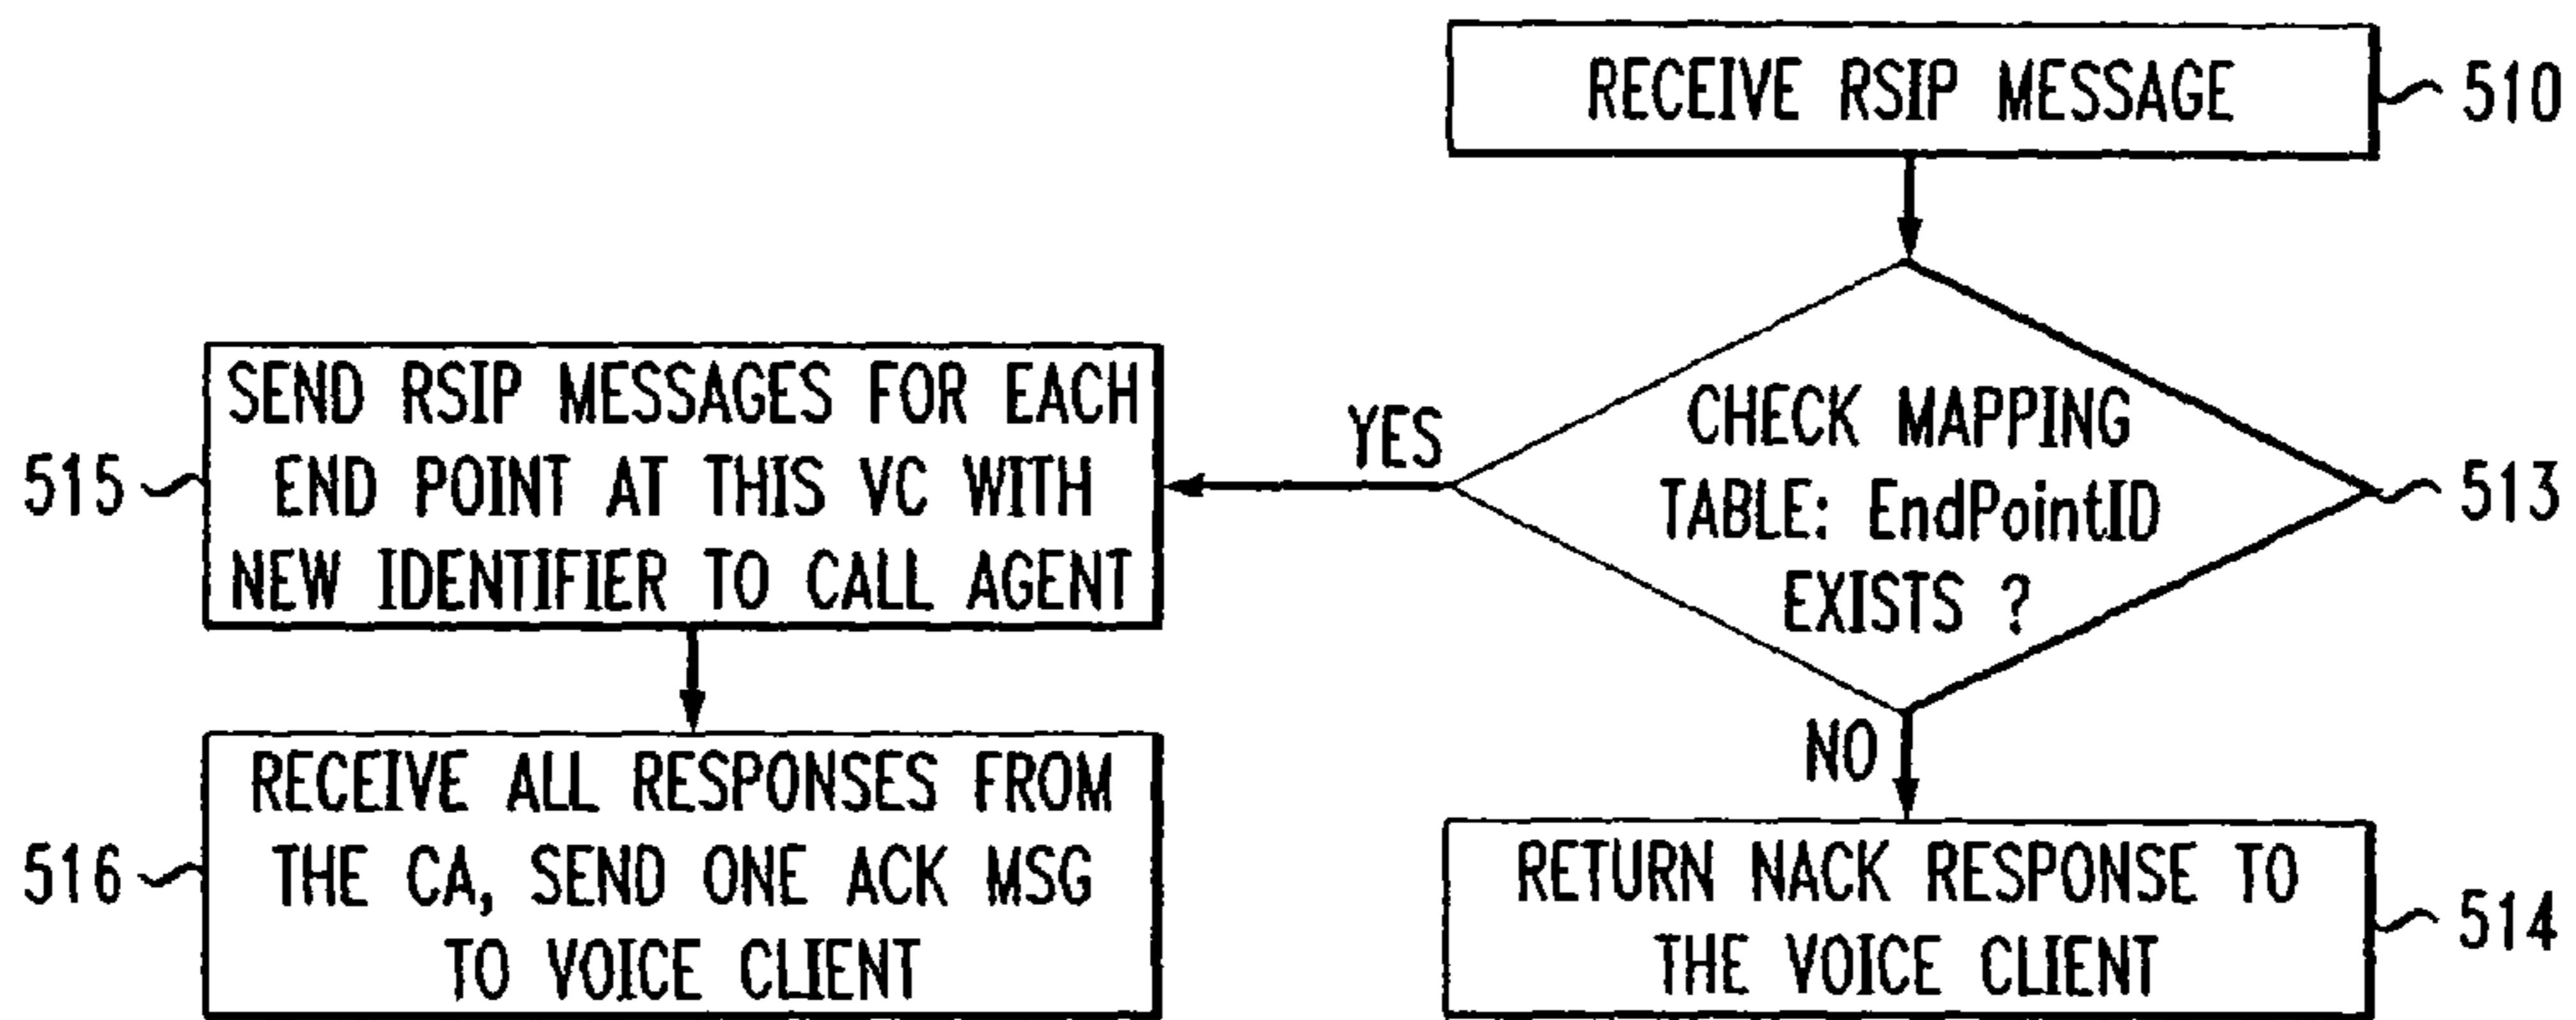 RECEIVE RSIP MESSAGE
510
CHECK MAPPING
TABLE: EndPointID
EXISTS ?
513
YES
NO
SEND RSIP MESSAGES FOR EACH
END POINT AT THIS VC WITH
NEW IDENTIFIER TO CALL AGENT
515
RECEIVE ALL RESPONSES FROM
THE CA, SEND ONE ACK MSG
TO VOICE CLIENT
516
RETURN NACK RESPONSE TO
THE VOICE CLIENT
514